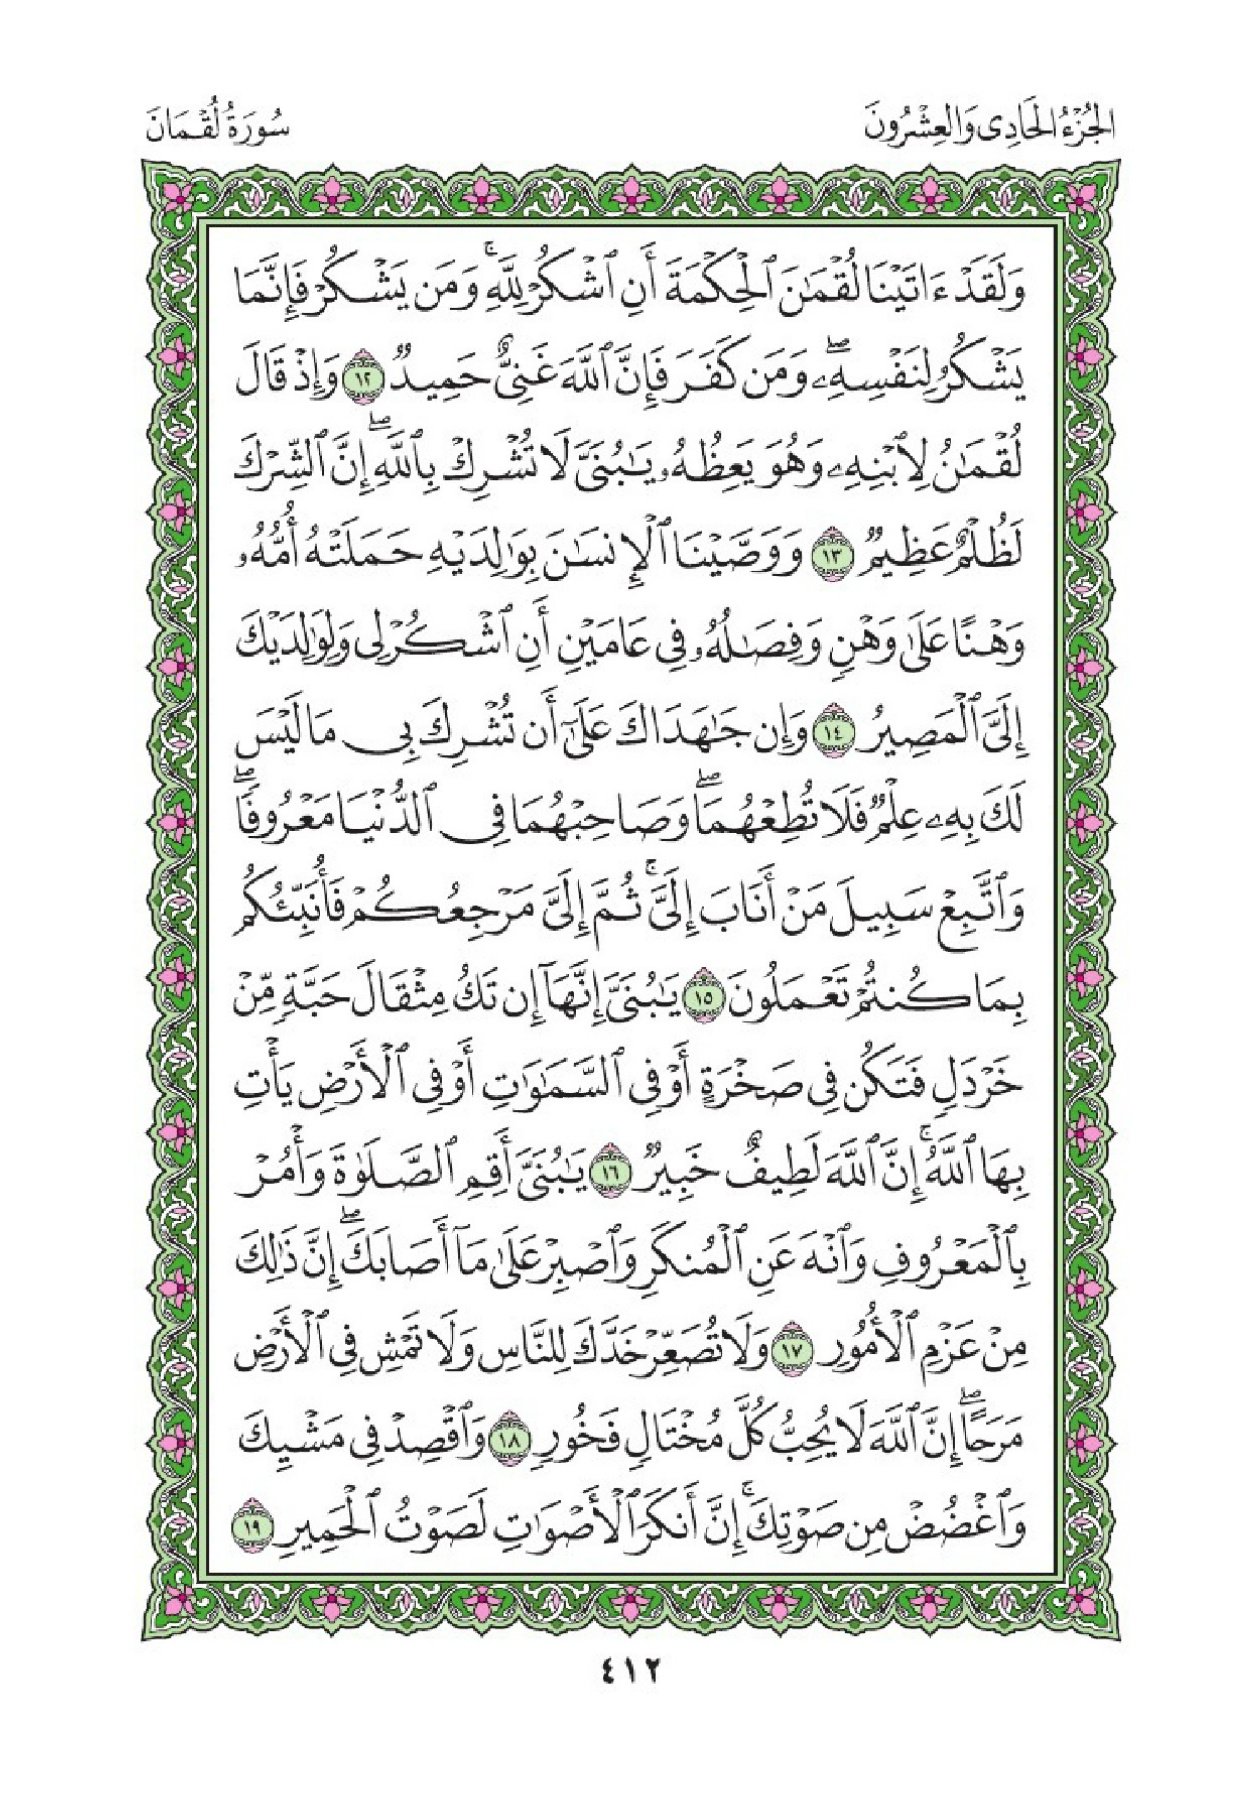 الجُزْءُ الحَادِى وَالعِشْرُونَ
سُورَةُ لُقْمَانَ
وَلَقَدْ ءَاتَيْنَا لُقْمَٰنَ ٱلْحِكْمَةَ أَنِ ٱشْكُرْ لِلَّهِ ۚ وَمَن يَشْكُرْ فَإِنَّمَا
يَشْكُرُ لِنَفْسِهِۦ ۖ وَمَن كَفَرَ فَإِنَّ ٱللَّهَ غَنِىٌّ حَمِيدٌ ١٢ وَإِذْ قَالَ
لُقْمَٰنُ لِٱبْنِهِۦ وَهُوَ يَعِظُهُۥ يَٰبُنَىَّ لَا تُشْرِكْ بِٱللَّهِ ۖ إِنَّ ٱلشِّرْكَ
لَظُلْمٌ عَظِيمٌ ١٣ وَوَصَّيْنَا ٱلْإِنسَٰنَ بِوَٰلِدَيْهِ حَمَلَتْهُ أُمُّهُۥ
وَهْنًا عَلَىٰ وَهْنٍ وَفِصَٰلُهُۥ فِى عَامَيْنِ أَنِ ٱشْكُرْ لِى وَلِوَٰلِدَيْكَ
إِلَىَّ ٱلْمَصِيرُ ١٤ وَإِن جَٰهَدَاكَ عَلَىٰٓ أَن تُشْرِكَ بِى مَا لَيْسَ
لَكَ بِهِۦ عِلْمٌ فَلَا تُطِعْهُمَا ۖ وَصَاحِبْهُمَا فِى ٱلدُّنْيَا مَعْرُوفًا ۖ
وَٱتَّبِعْ سَبِيلَ مَنْ أَنَابَ إِلَىَّ ۚ ثُمَّ إِلَىَّ مَرْجِعُكُمْ فَأُنَبِّئُكُم
بِمَا كُنتُمْ تَعْمَلُونَ ١٥ يَٰبُنَىَّ إِنَّهَآ إِن تَكُ مِثْقَالَ حَبَّةٍ مِّنْ
خَرْدَلٍ فَتَكُن فِى صَخْرَةٍ أَوْ فِى ٱلسَّمَٰوَٰتِ أَوْ فِى ٱلْأَرْضِ يَأْتِ
بِهَا ٱللَّهُ ۚ إِنَّ ٱللَّهَ لَطِيفٌ خَبِيرٌ ١٦ يَٰبُنَىَّ أَقِمِ ٱلصَّلَوٰةَ وَأْمُرْ
بِٱلْمَعْرُوفِ وَٱنْهَ عَنِ ٱلْمُنكَرِ وَٱصْبِرْ عَلَىٰ مَآ أَصَابَكَ ۖ إِنَّ ذَٰلِكَ
مِنْ عَزْمِ ٱلْأُمُورِ ١٧ وَلَا تُصَعِّرْ خَدَّكَ لِلنَّاسِ وَلَا تَمْشِ فِى ٱلْأَرْضِ
مَرَحًا ۖ إِنَّ ٱللَّهَ لَا يُحِبُّ كُلَّ مُخْتَالٍ فَخُورٍ ١٨ وَٱقْصِدْ فِى مَشْيِكَ
وَٱغْضُضْ مِن صَوْتِكَ ۚ إِنَّ أَنكَرَ ٱلْأَصْوَٰتِ لَصَوْتُ ٱلْحَمِيرِ ١٩
٤١٢